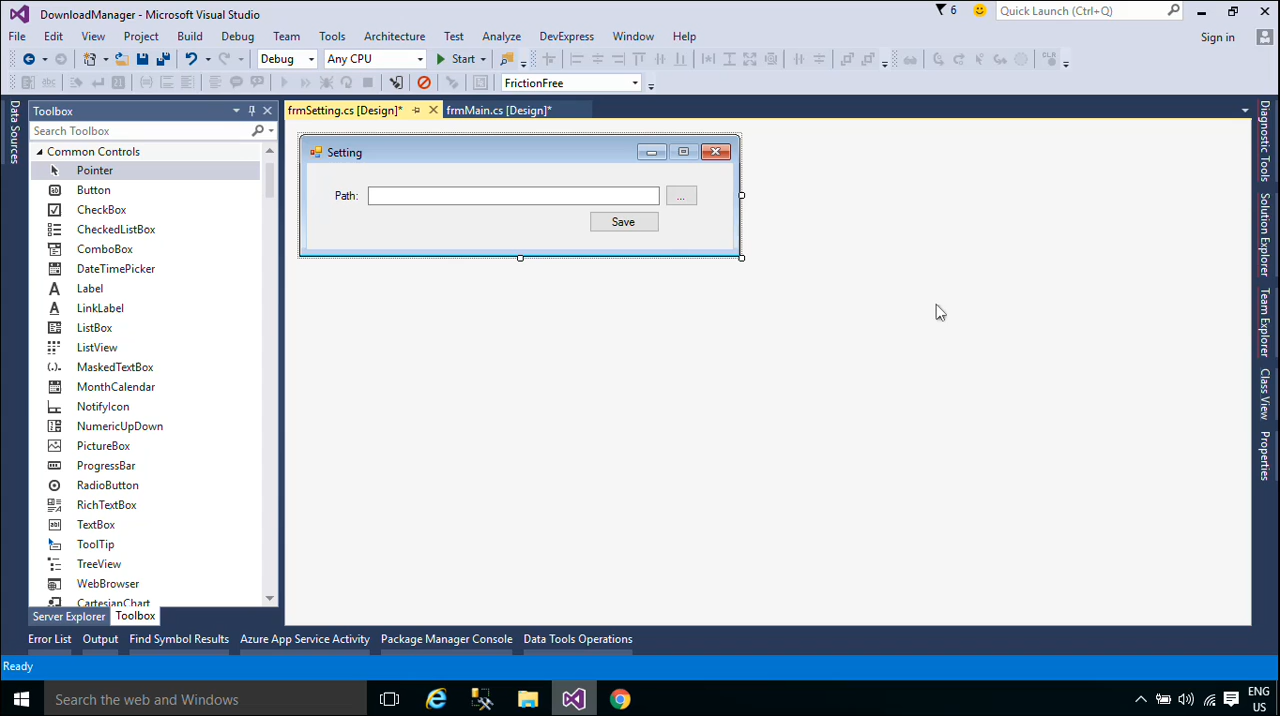 DownloadManager - Microsoft Visual Studio
6
Quick Launch (Ctrl+Q)
File Edit View Project Build Debug Team Tools Architecture Test Analyze DevExpress Window Help
Sign in
Debug Any CPU Start
FrictionFree
Data Sources
Toolbox
Search Toolbox
Common Controls
Pointer
Button
CheckBox
CheckedListBox
ComboBox
DateTimePicker
Label
LinkLabel
ListBox
ListView
MaskedTextBox
MonthCalendar
NotifyIcon
NumericUpDown
PictureBox
ProgressBar
RadioButton
RichTextBox
TextBox
ToolTip
TreeView
WebBrowser
CartesianChart
Server Explorer Toolbox
frmSetting.cs [Design]* frmMain.cs [Design]*
Setting
Path: ...
Save
Diagnostic Tools
Solution Explorer
Team Explorer
Class View
Properties
Error List Output Find Symbol Results Azure App Service Activity Package Manager Console Data Tools Operations
Ready
Search the web and Windows
ENG
US